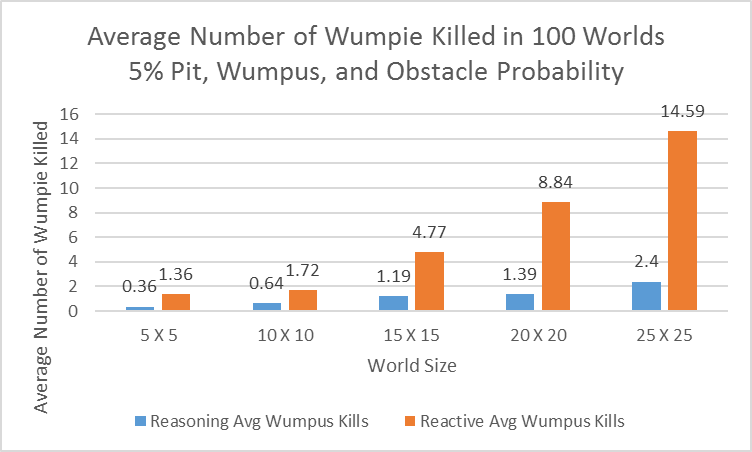 Average Number of Wumpie Killed in 100 Worlds
5% Pit, Wumpus, and Obstacle Probability
Average Number of Wumpie Killed
16
14
12
10
8
6
4
2
0
0.36
1.36
0.64
1.72
1.19
4.77
1.39
8.84
2.4
14.59
5 X 5
10 X 10
15 X 15
20 X 20
25 X 25
World Size
Reasoning Avg Wumpus Kills
Reactive Avg Wumpus Kills